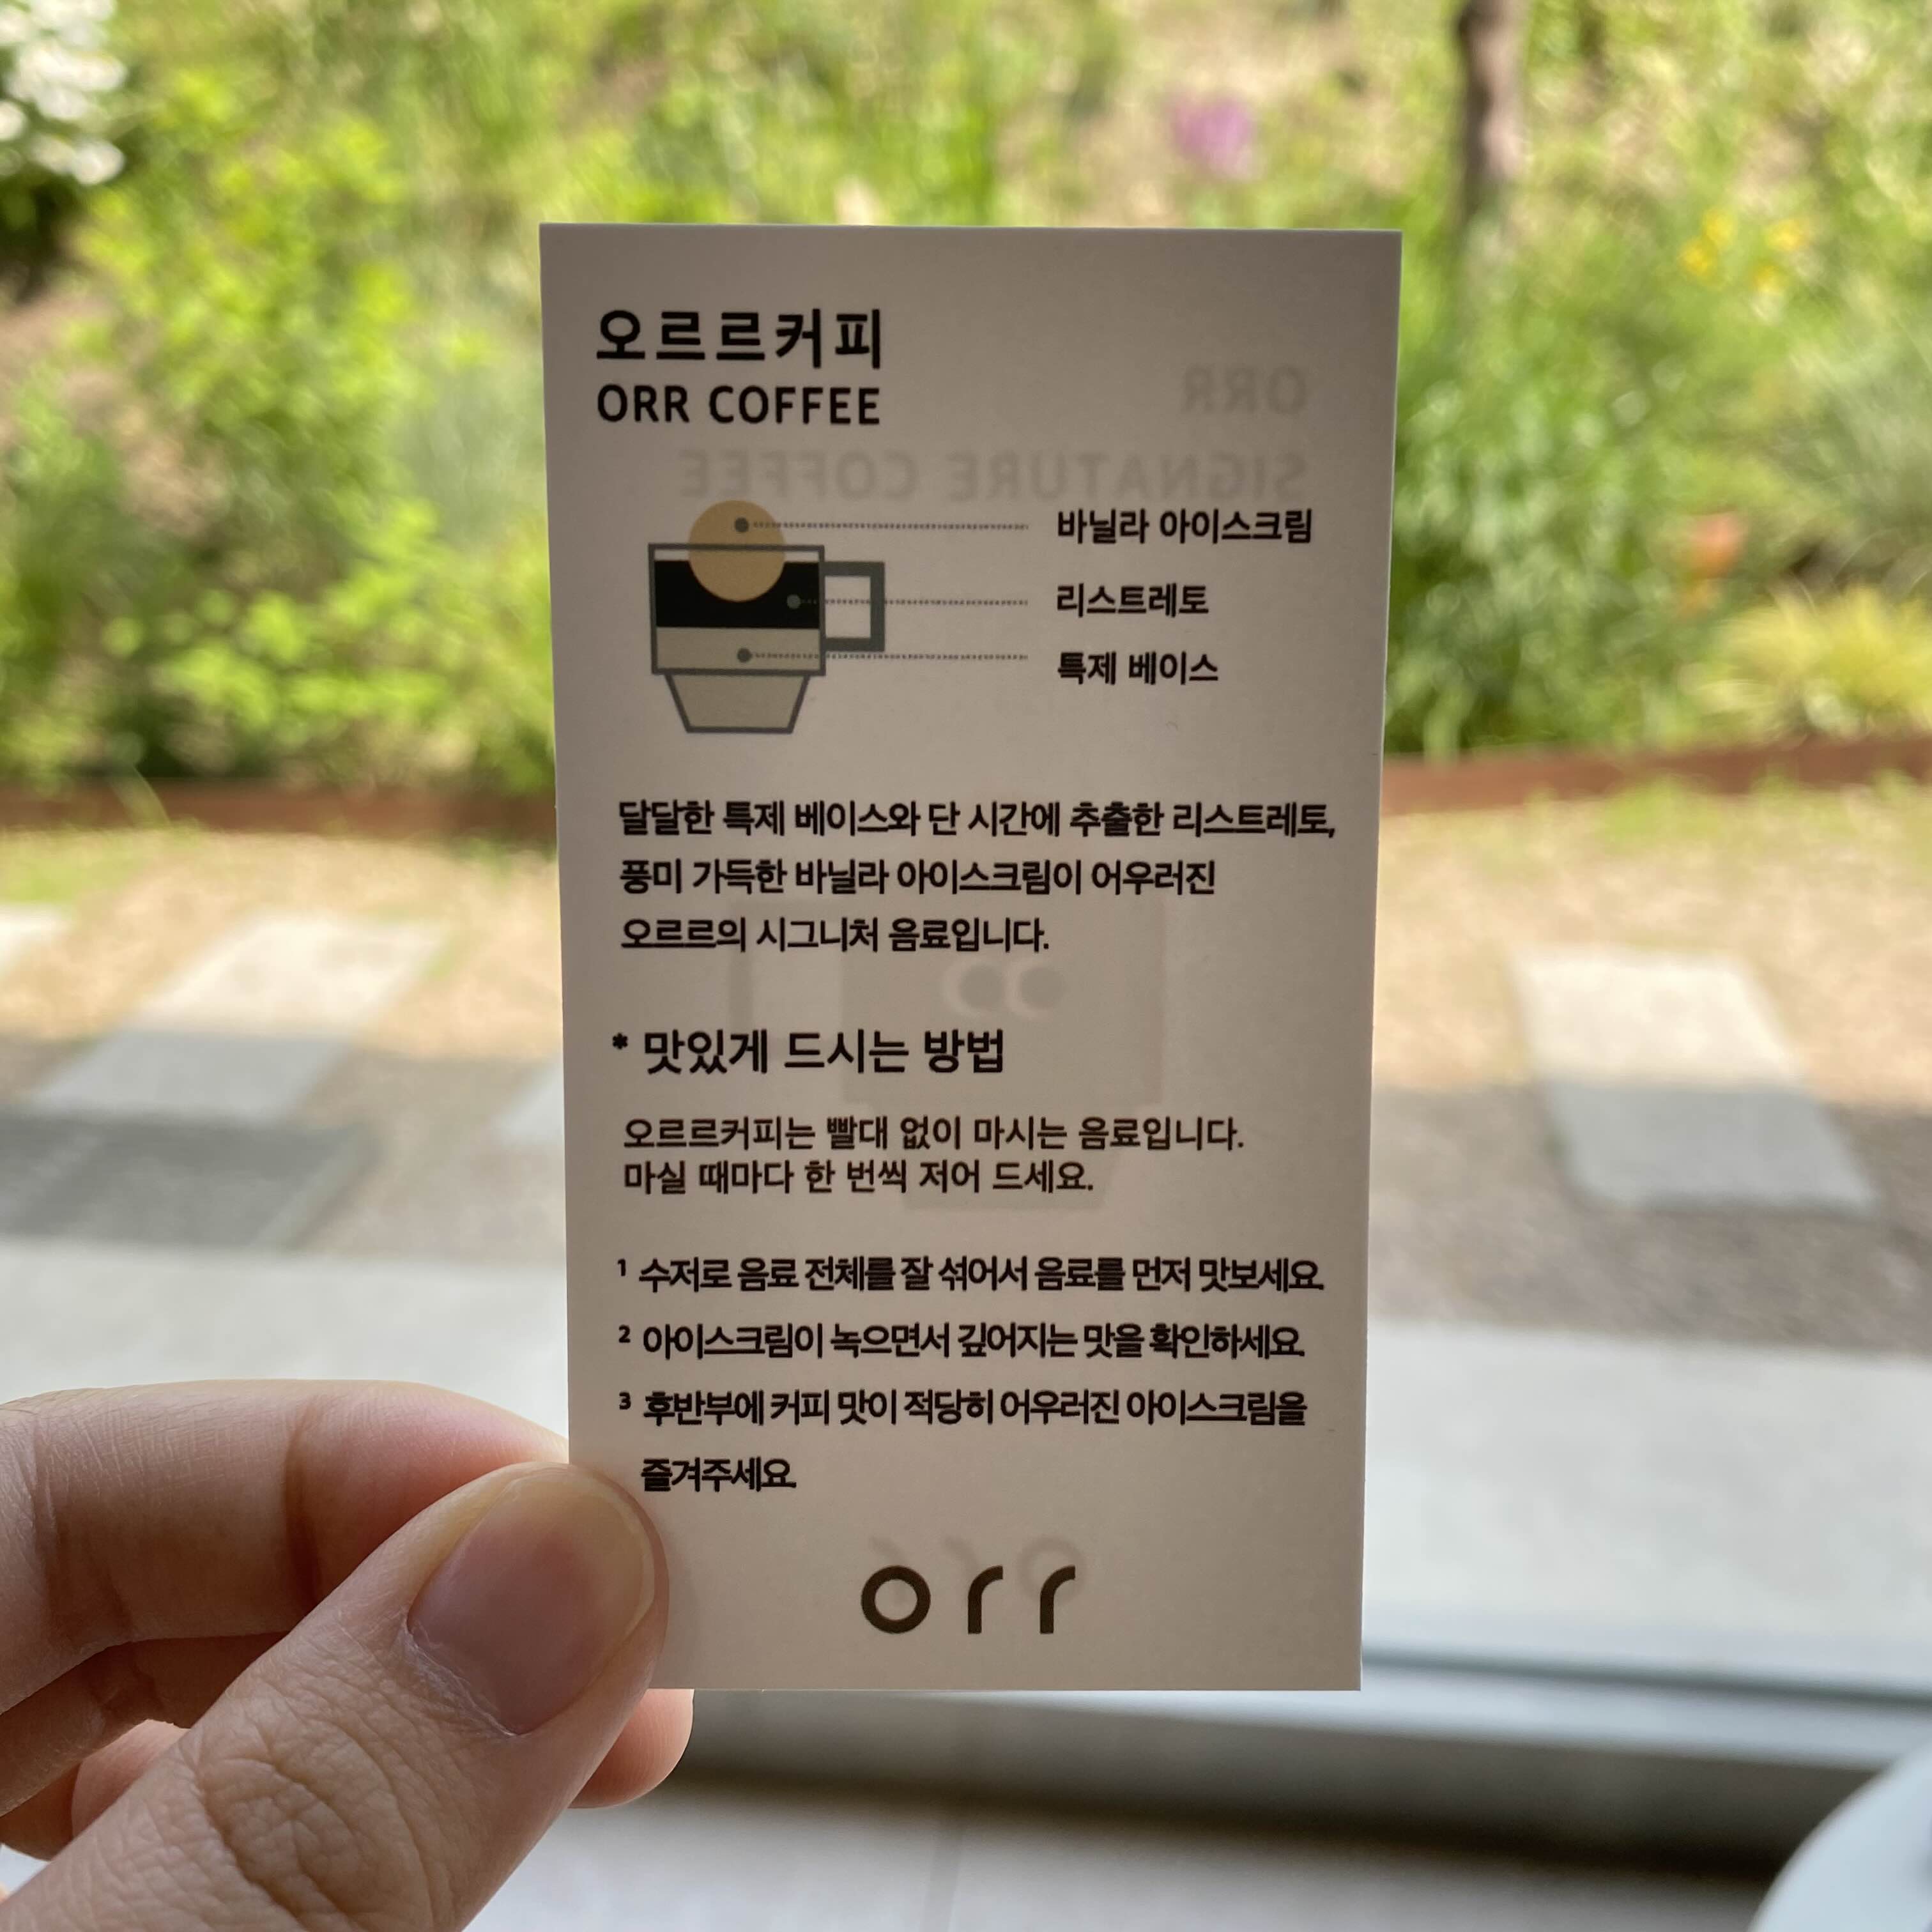 오르르커피
ORR COFFEE
ORR
SIGNATURE COFFEE
바닐라 아이스크림
리스트레토
특제 베이스
달달한 특제 베이스와 단 시간에 추출한 리스트레토,
풍미 가득한 바닐라 아이스크림이 어우러진
오르르의 시그니처 음료입니다.
* 맛있게 드시는 방법
오르르커피는 빨대 없이 마시는 음료입니다.
마실 때마다 한 번씩 저어 드세요.
¹ 수저로 음료 전체를 잘 섞어서 음료를 먼저 맛보세요.
² 아이스크림이 녹으면서 깊어지는 맛을 확인하세요.
³ 후반부에 커피 맛이 적당히 어우러진 아이스크림을
즐겨주세요.
orr